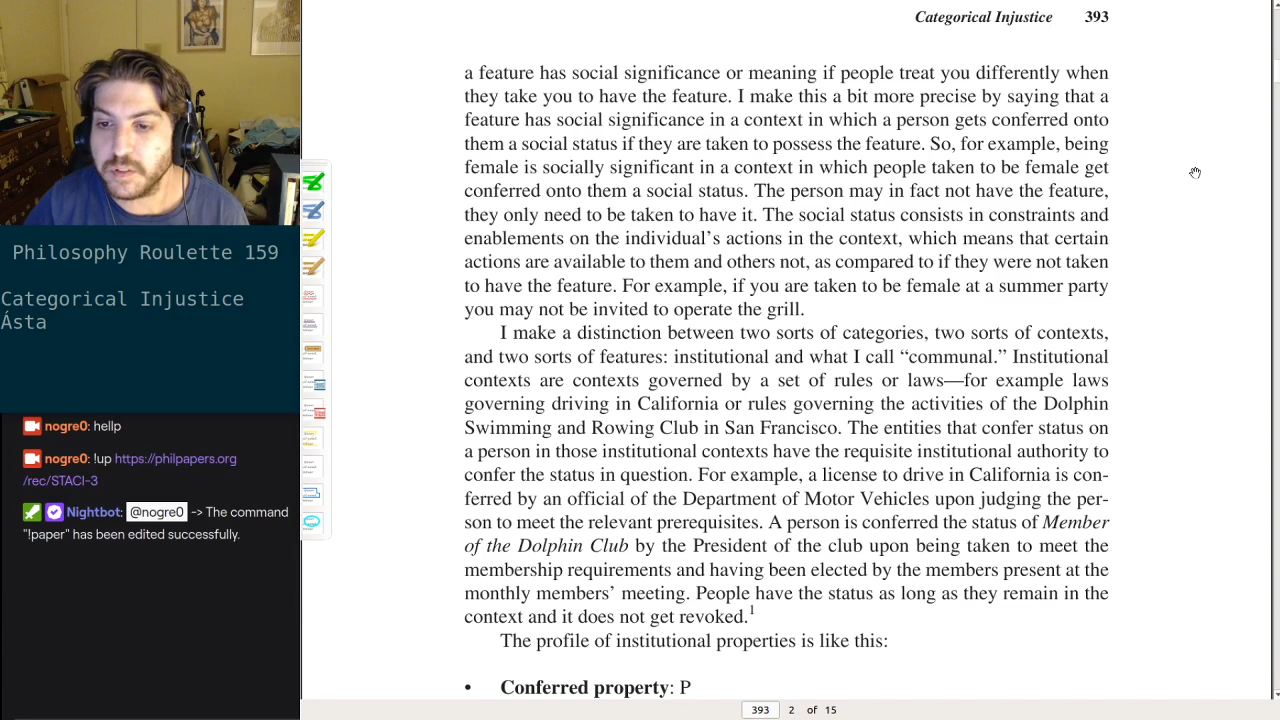 Categorical Injustice 393
a feature has social significance or meaning if people treat you differently when
they take you to have the feature. I make this a bit more precise by saying that a
feature has social significance in a context in which a person gets conferred onto
them a social status if they are taken to possess the feature. So, for example, being
female is socially significant in a context in which people taken to be female get
conferred onto them a social status. The person may in fact not have the feature;
they only need to be taken to have it. The social status consists in constraints and
enablements on the individual's actions in the context, which means that certain
actions are available to them and others not, as compared to if they were not taken
to have the feature. For example, if you are taken to be female at a summer party,
you may not be invited to operate the grill.
I make a distinction between two sorts of categories, two sorts of contexts,
and two sorts of features: institutional and what I call "communal." Institutional
contexts are contexts governed by a set of rules or laws—for example laws
governing driving in California or rules governing the activities of the Dolphin
Swimming and Rowing Club in San Francisco. The entities that confer status onto
a person in these institutional contexts have the requisite institutional authority to
confer the status in question. For example, a license to drive in California is con-
ferred by an official of the Department of Motor Vehicles upon judging the per-
son to meet the relevant requirements. A person gets conferred the status of Member
of the Dolphin Club by the President of the club upon being taken to meet the
membership requirements and having been elected by the members present at the
monthly members' meeting. People have the status as long as they remain in the
context and it does not get revoked.1
The profile of institutional properties is like this:
• Conferred property: P
Philosophy Roulette 159
Categorical Injustice
Ásta
nogre0: hellp
nogre0: !up https://philpapers.org
/rec/STACI-3
Nightbot: @nogre0 -> The command
"!paper" has been edited successfully.
393 2 of 15